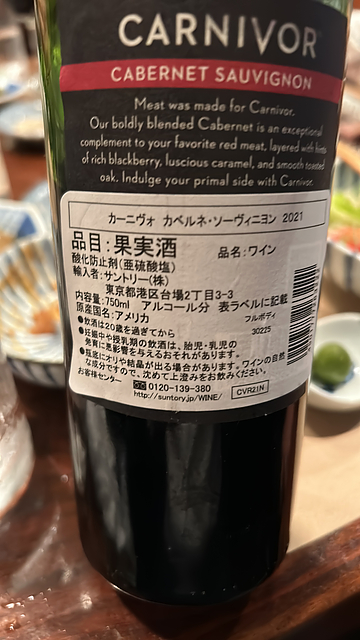 CARNIVOR
CABERNET SAUVIGNON
Meat was made for Carnivor.
Our boldly blended Cabernet is an exceptional
complement to your favorite red meat, layered with hints
of rich blackberry, luscious caramel, and smooth toasted
oak. Indulge your primal side with Carnivor.
カーニヴォ カベルネ・ソーヴィニヨン 2021
品目:果実酒 品名:ワイン
酸化防止剤(亜硫酸塩)
輸入者:サントリー(株)
東京都港区台場2丁目3-3
内容量:750ml アルコール分 表ラベルに記載
原産国名:アメリカ フルボディ
●飲酒は20歳を過ぎてから 30225
●妊娠中や授乳期の飲酒は、胎児・乳児の
発育に悪影響を与えるおそれがあります。
●瓶底にオリや結晶が出る場合があります。ワインの自然
な成分ですので、沈めて上澄みをお飲みください。
お客様センター 0120-139-380
http://suntory.jp/WINE/ CVR21N